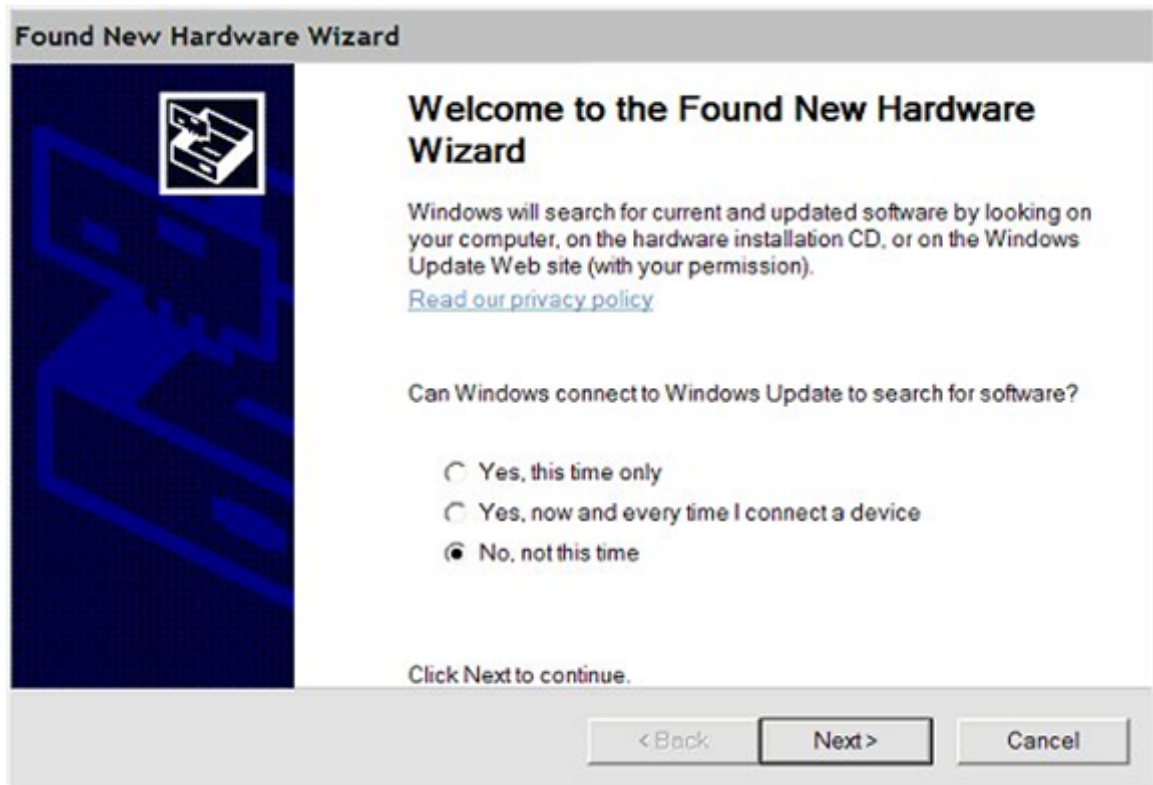 Found New Hardware Wizard
Welcome to the Found New Hardware
Wizard
Windows will search for current and updated software by looking on
your computer, on the hardware installation CD, or on the Windows
Update Web site (with your permission).
Read our privacy policy
Can Windows connect to Windows Update to search for software?
Yes, this time only
Yes, now and every time I connect a device
No, not this time
Click Next to continue.
< Back Next > Cancel